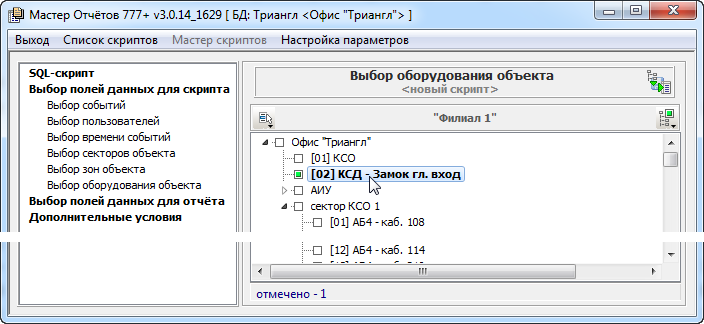 Мастер Отчётов 777+ v3.0.14_1629 [ БД: Триангл <Офис "Триангл"> ]
Выход Список скриптов Мастер скриптов Настройка параметров
SQL-скрипт
Выбор полей данных для скрипта
Выбор событий
Выбор пользователей
Выбор времени событий
Выбор секторов объекта
Выбор зон объекта
Выбор оборудования объекта
Выбор полей данных для отчёта
Дополнительные условия
Выбор оборудования объекта
<новый скрипт>
"Филиал 1"
Офис "Триангл"
[01] КСО
[02] КСД - Замок гл. вход
АИУ
сектор КСО 1
[01] АБ4 - каб. 108
[12] АБ4 - каб. 114
отмечено - 1